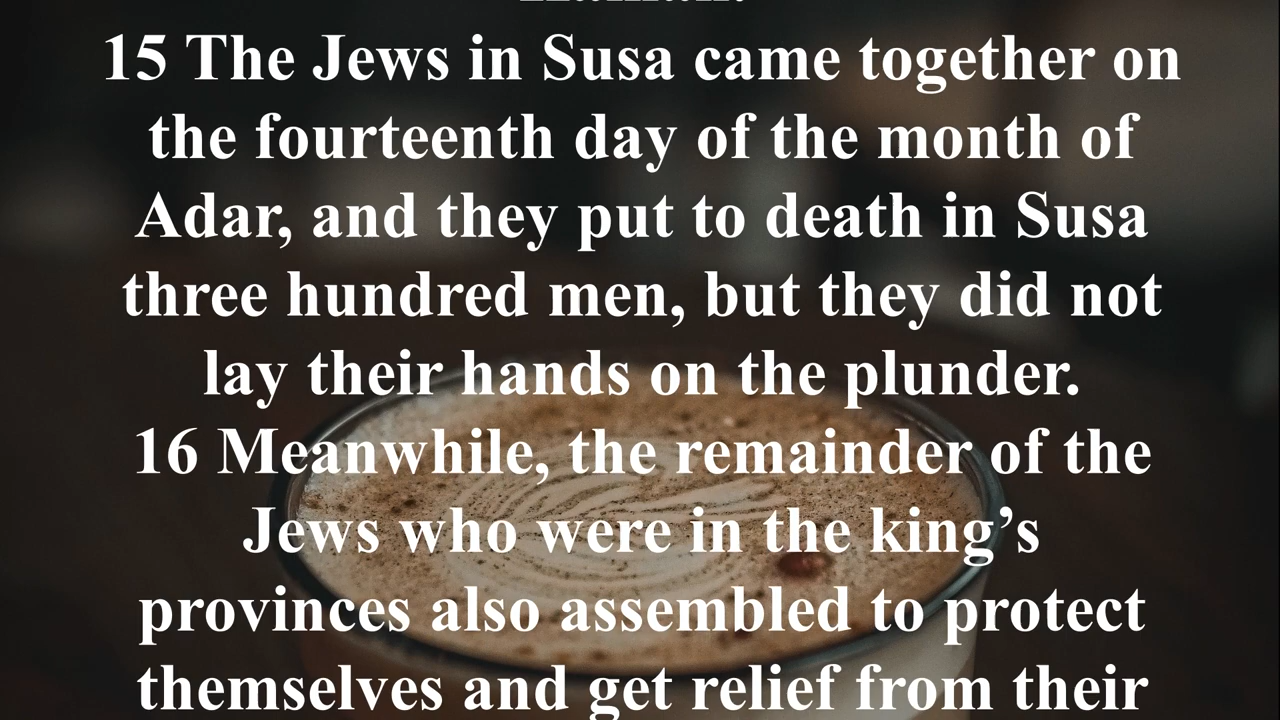 15 The Jews in Susa came together on
the fourteenth day of the month of
Adar, and they put to death in Susa
three hundred men, but they did not
lay their hands on the plunder.
16 Meanwhile, the remainder of the
Jews who were in the king’s
provinces also assembled to protect
themselves and get relief from their